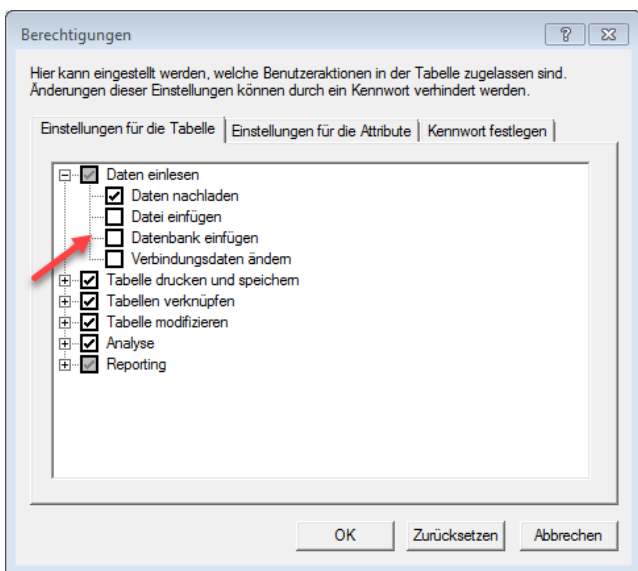 Berechtigungen
Hier kann eingestellt werden, welche Benutzeraktionen in der Tabelle zugelassen sind.
Änderungen dieser Einstellungen können durch ein Kennwort verhindert werden.
Einstellungen für die Tabelle Einstellungen für die Attribute Kennwort festlegen
Daten einlesen
Daten nachladen
Datei einfügen
Datenbank einfügen
Verbindungsdaten ändern
Tabelle drucken und speichern
Tabellen verknüpfen
Tabelle modifizieren
Analyse
Reporting
OK Zurücksetzen Abbrechen